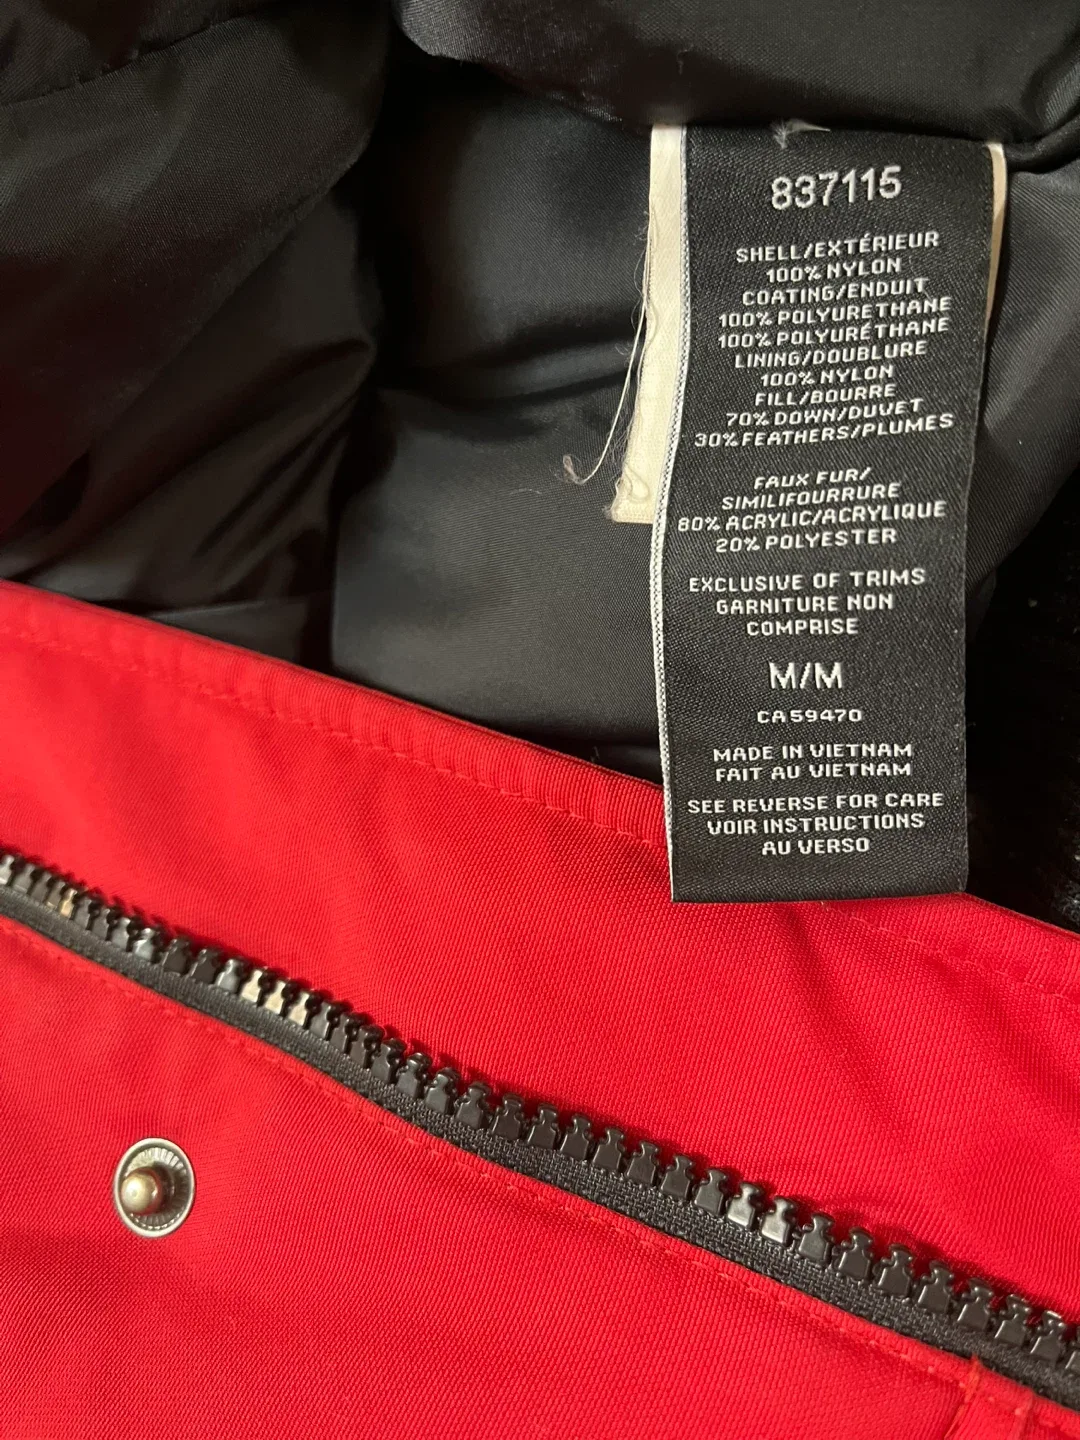 837115
SHELL/EXTÉRIEUR
100% NYLON
COATING/ENDUIT
100% POLYURETHANE
100% POLYURÉTHANE
LINING/DOUBLURE
100% NYLON
FILL/BOURRE
70% DOWN/DUVET
30% FEATHERS/PLUMES
FAUX FUR/
SIMILIFOURRURE
80% ACRYLIC/ACRYLIQUE
20% POLYESTER
EXCLUSIVE OF TRIMS
GARNITURE NON
COMPRISE
M/M
CA 59470
MADE IN VIETNAM
FAIT AU VIETNAM
SEE REVERSE FOR CARE
VOIR INSTRUCTIONS
AU VERSO